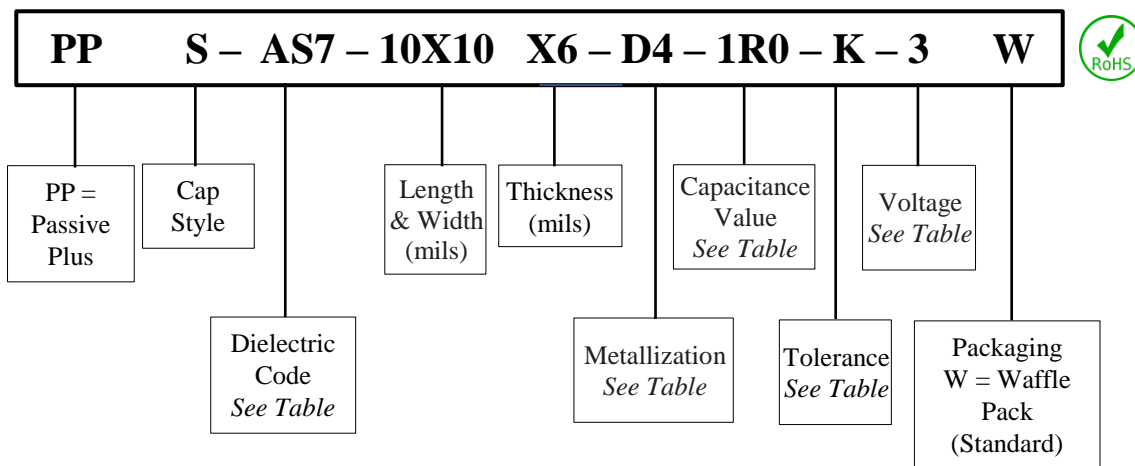 PP S – AS7 – 10X10 X6 – D4 – 1R0 – K – 3 W
RoHS
PP =
Passive
Plus
Cap
Style
Length
& Width
(mils)
Thickness
(mils)
Capacitance
Value
See Table
Voltage
See Table
Dielectric
Code
See Table
Metallization
See Table
Tolerance
See Table
Packaging
W = Waffle
Pack
(Standard)